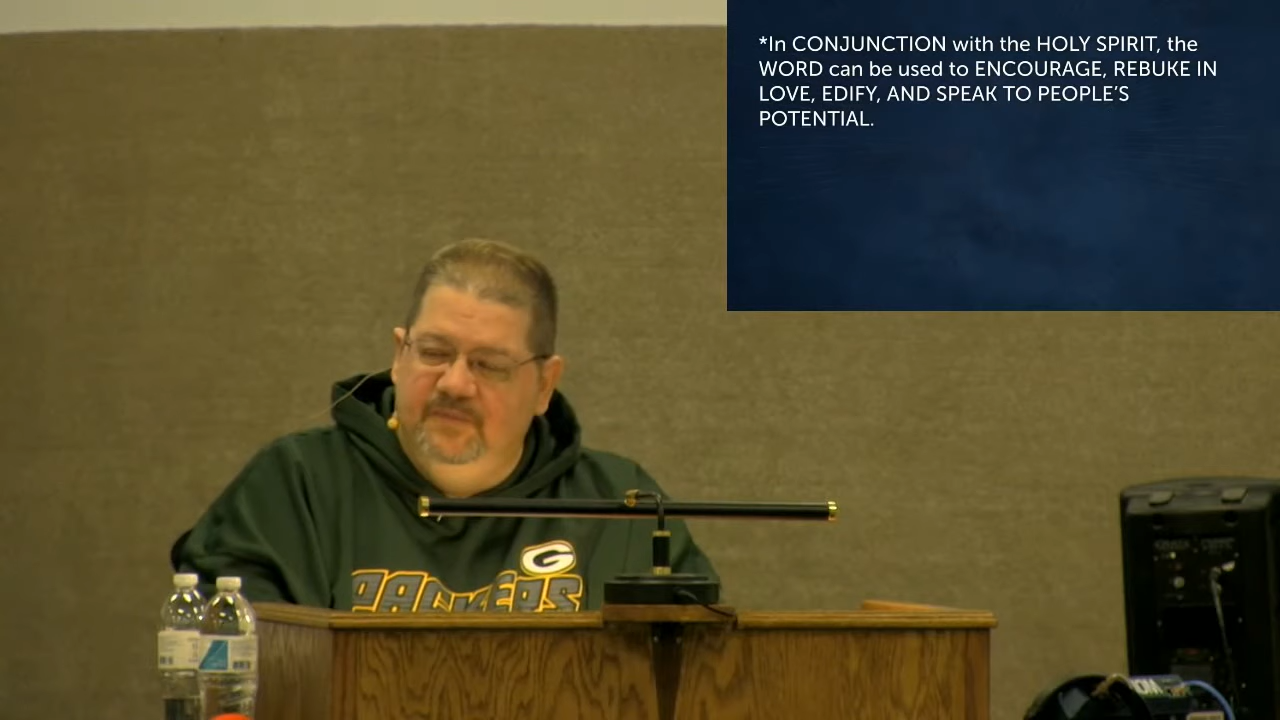 *In CONJUNCTION with the HOLY SPIRIT, the
WORD can be used to ENCOURAGE, REBUKE IN
LOVE, EDIFY, AND SPEAK TO PEOPLE'S
POTENTIAL.
G
PACKERS